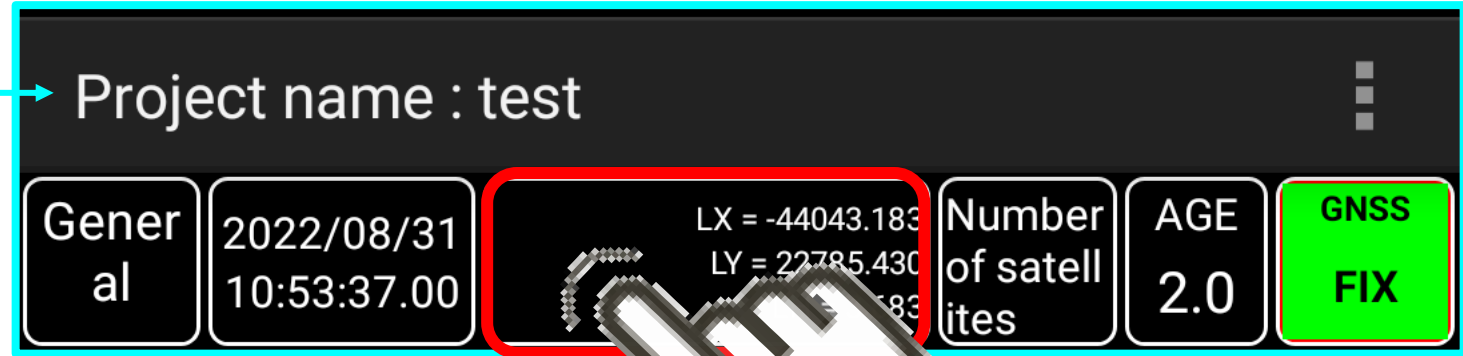 Project name : test
Gener
al
2022/08/31
10:53:37.00
LX = -44043.183
LY = 22785.430
Number
of satell
ites
AGE
2.0
GNSS
FIX